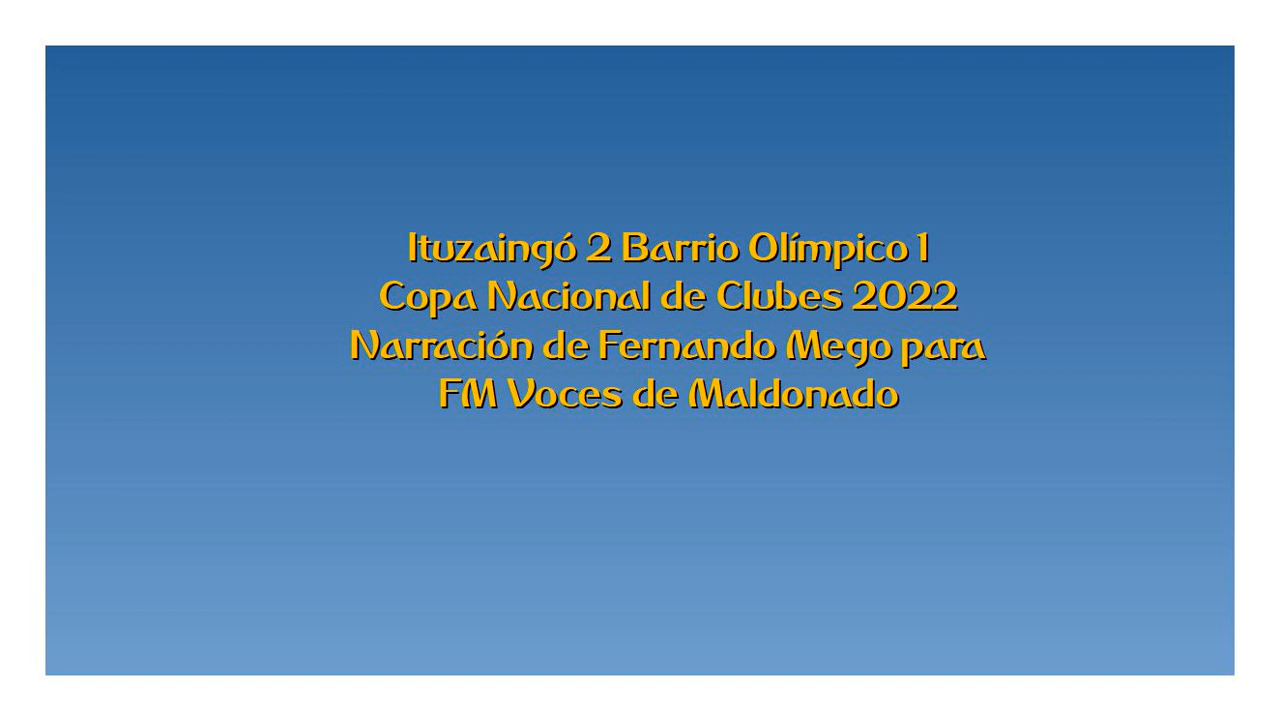 Ituzaingó 2 Barrio Olímpico 1
Copa Nacional de Clubes 2022
Narración de Fernando Mego para
FM Voces de Maldonado